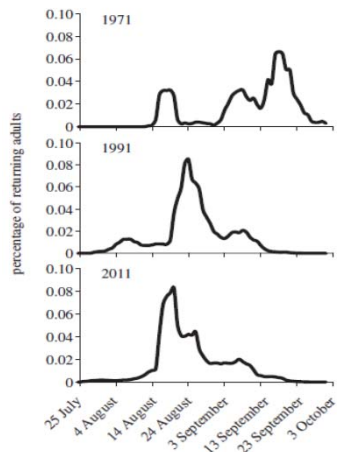 percentage of returning adults
0.10
1971
0.08
0.06
0.04
0.02
0
0.10
1991
0.08
0.06
0.04
0.02
0
0.10
2011
0.08
0.06
0.04
0.02
0
25 July
4 August
14 August
24 August
3 September
13 September
23 September
3 October